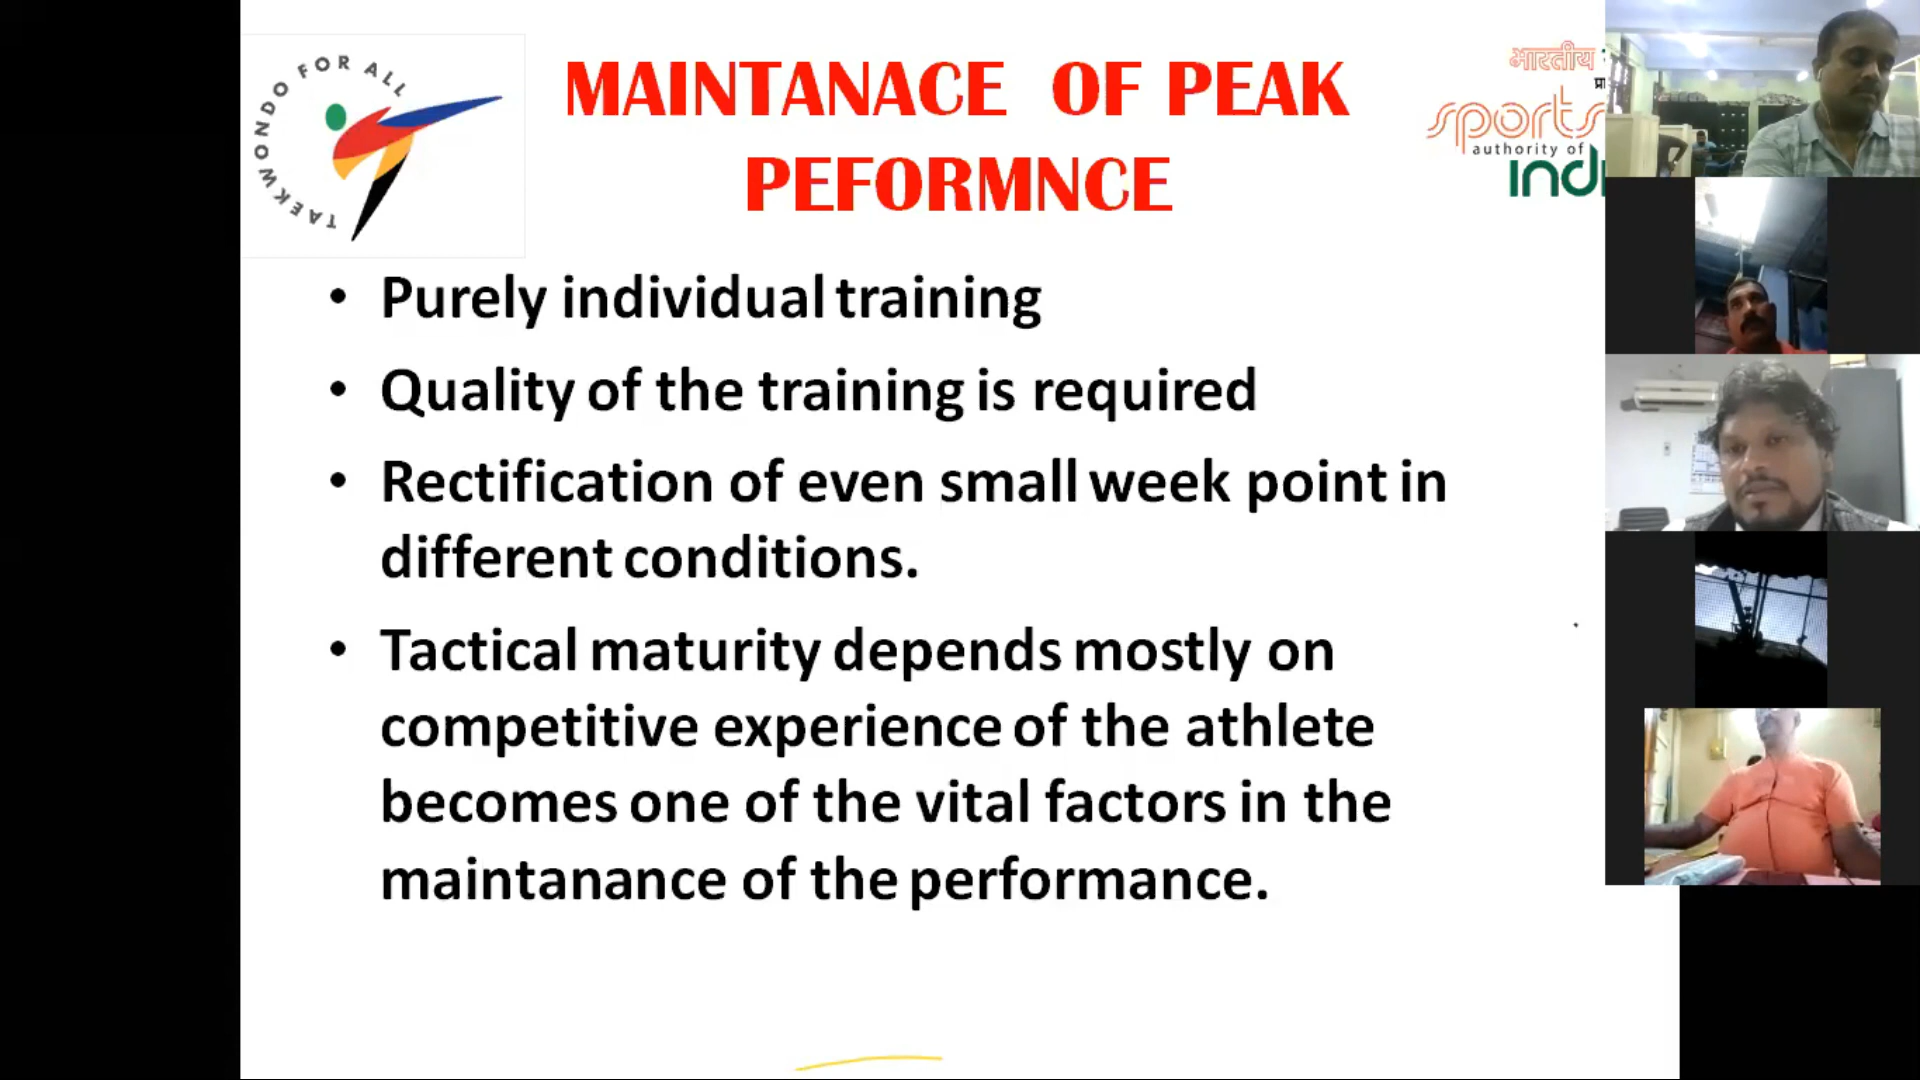 TAEKWONDO FOR ALL
MAINTANACE OF PEAK
PEFORMNCE
भारतीय
प्रा
sports
authority of
indi
• Purely individual training
• Quality of the training is required
• Rectification of even small week point in
different conditions.
• Tactical maturity depends mostly on
competitive experience of the athlete
becomes one of the vital factors in the
maintanance of the performance.